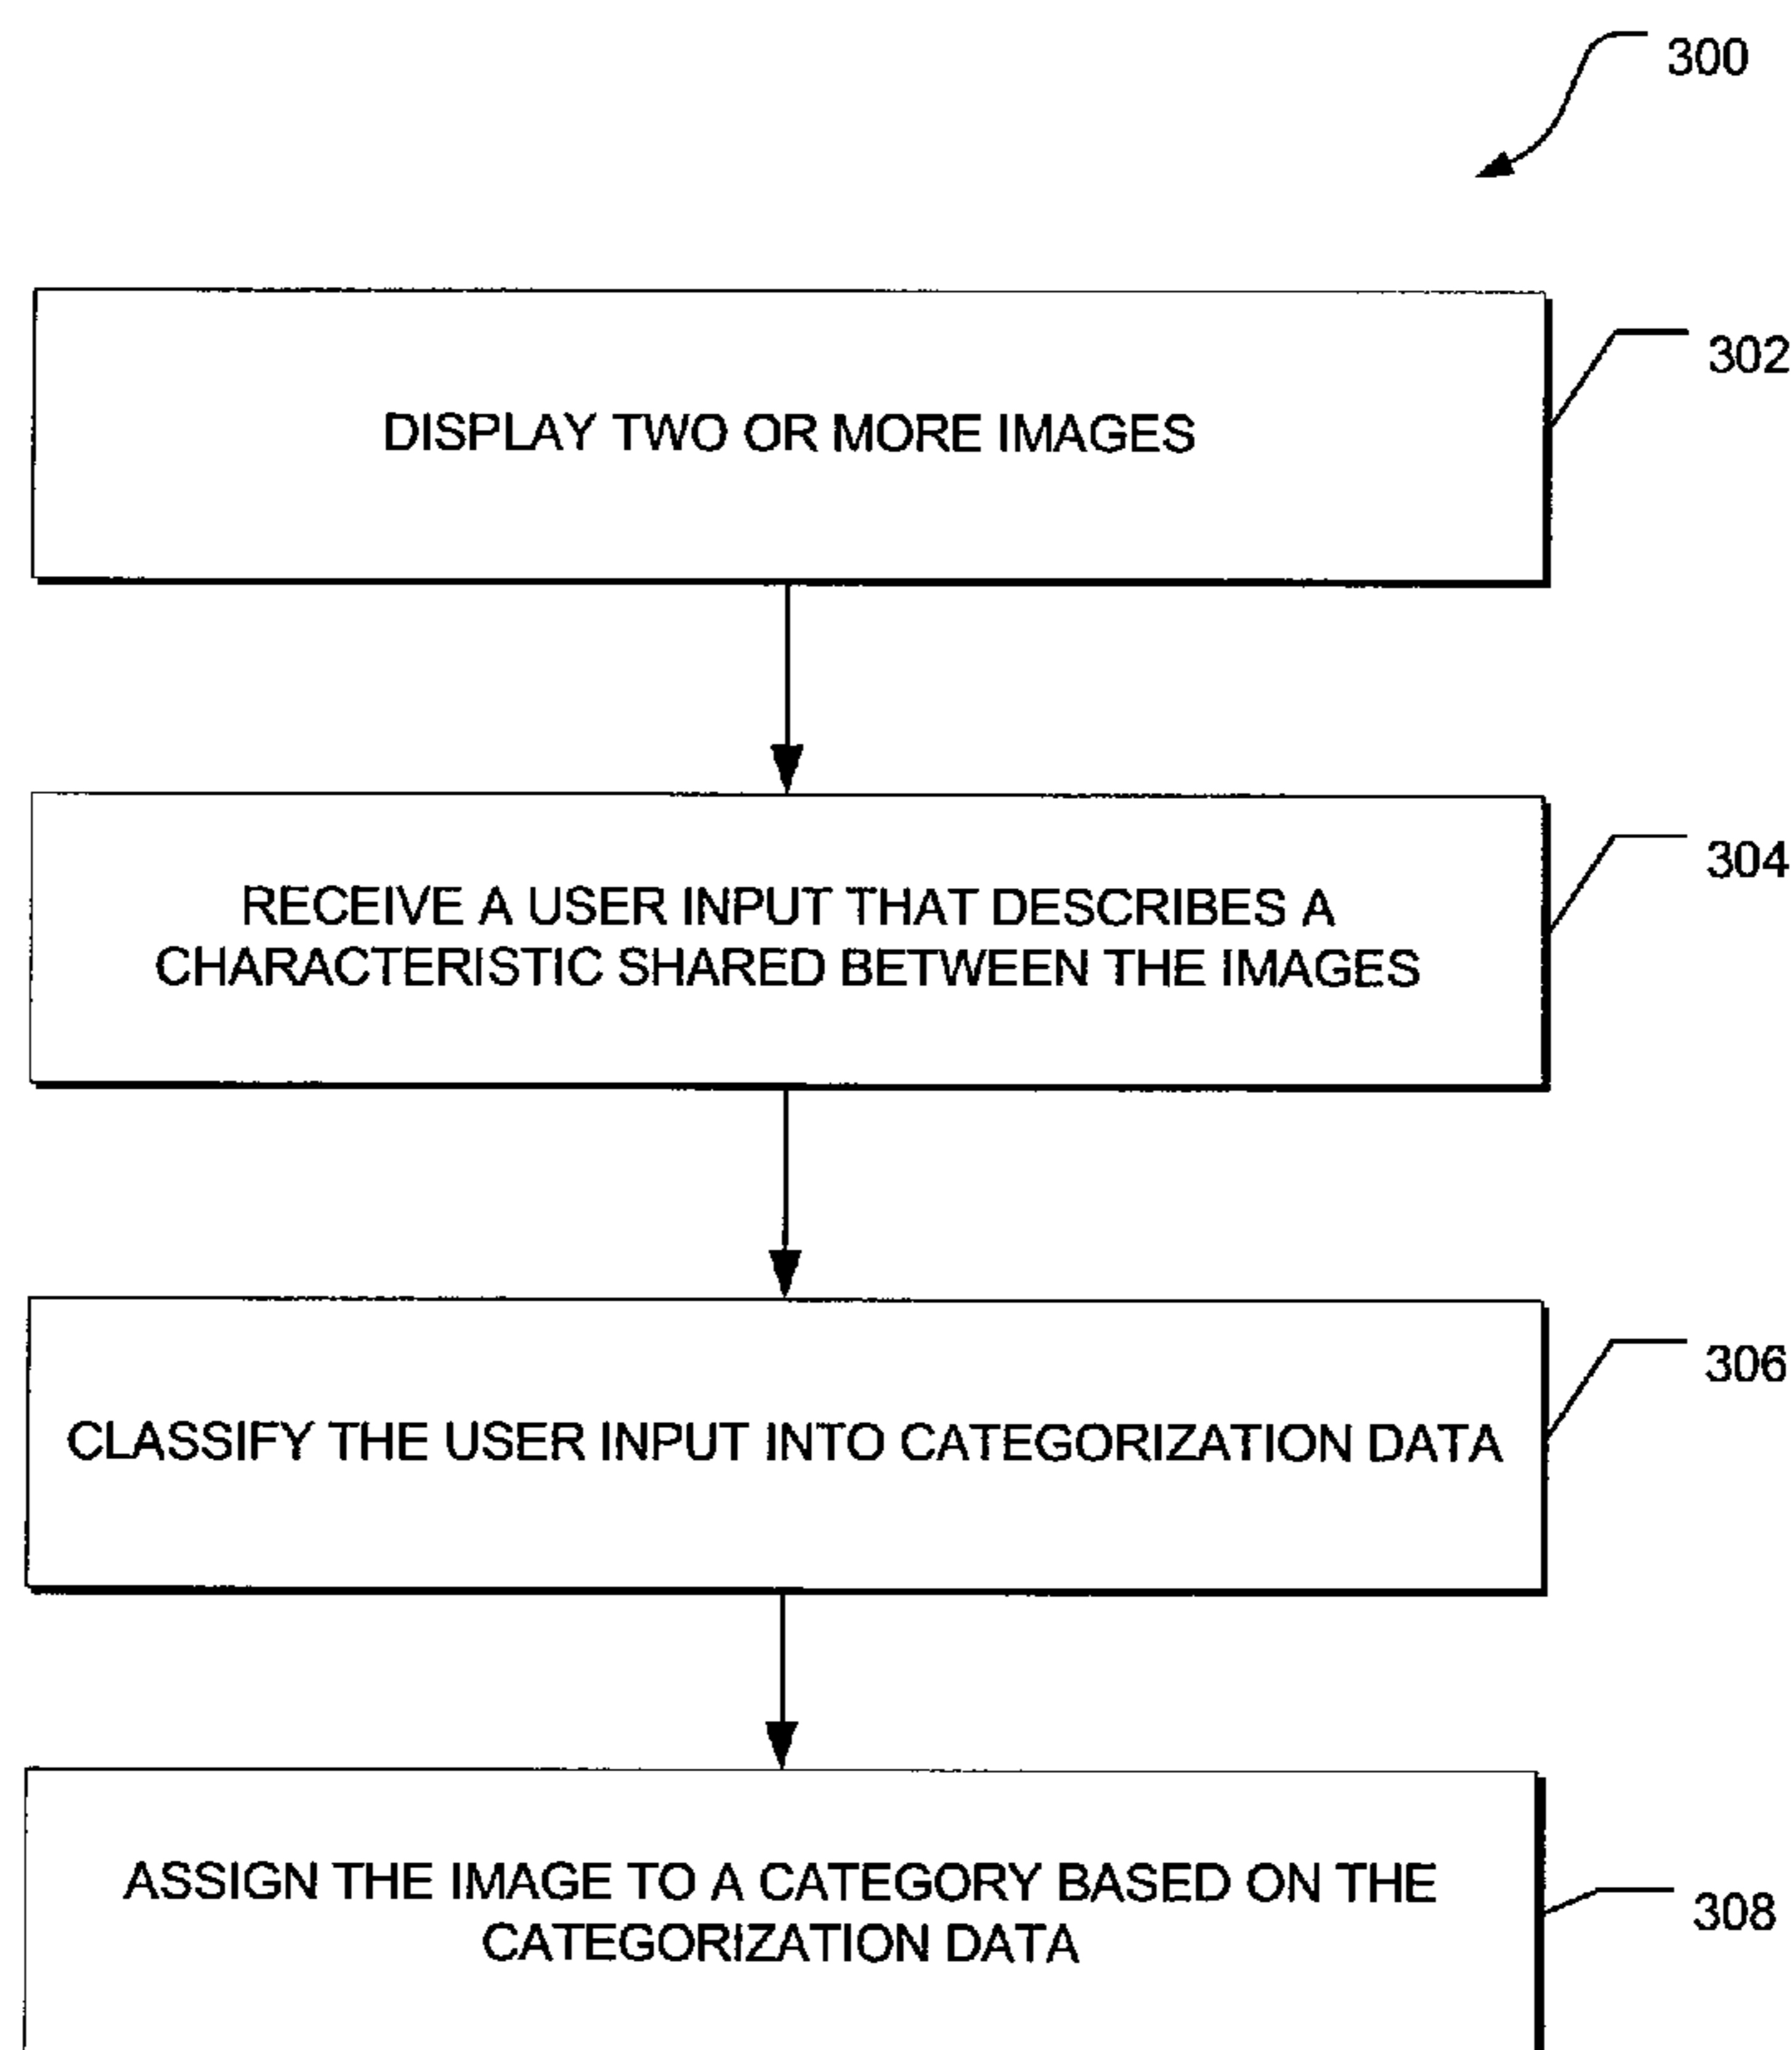 300
302
DISPLAY TWO OR MORE IMAGES
304
RECEIVE A USER INPUT THAT DESCRIBES A
CHARACTERISTIC SHARED BETWEEN THE IMAGES
306
CLASSIFY THE USER INPUT INTO CATEGORIZATION DATA
ASSIGN THE IMAGE TO A CATEGORY BASED ON THE
CATEGORIZATION DATA
308